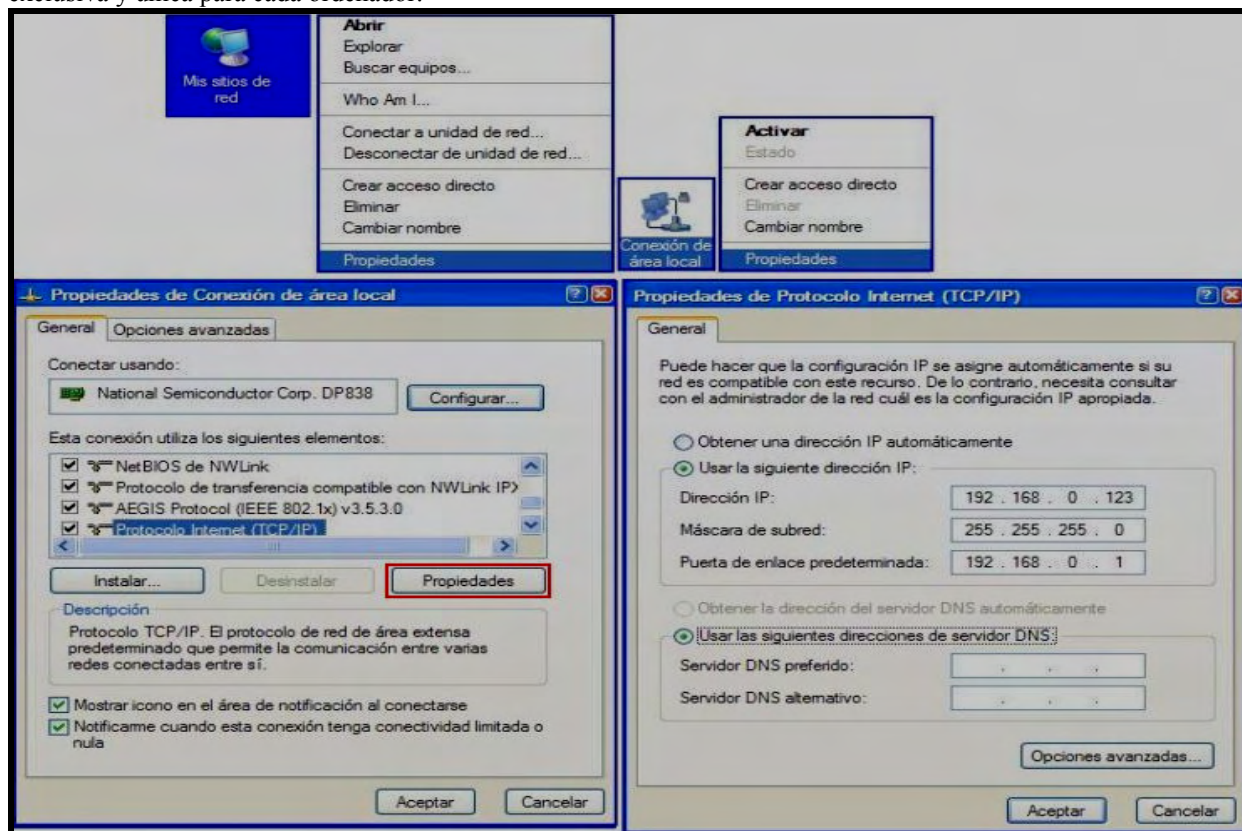 exclusiva y única para cada ordenador.
Mis sitios de
red
Abrir
Explorar
Buscar equipos...
Who Am I...
Conectar a unidad de red...
Desconectar de unidad de red...
Crear acceso directo
Eliminar
Cambiar nombre
Propiedades
Conexión de
área local
Activar
Estado
Crear acceso directo
Eliminar
Cambiar nombre
Propiedades
Propiedades de Conexión de área local
General Opciones avanzadas
Conectar usando:
National Semiconductor Corp. DP838
Configurar...
Esta conexión utiliza los siguientes elementos:
NetBIOS de NWLink
Protocolo de transferencia compatible con NWLink IP
AEGIS Protocol (IEEE 802.1x) v3.5.3.0
Protocolo Internet (TCP/IP)
Instalar... Desinstalar Propiedades
Descripción
Protocolo TCP/IP. El protocolo de red de área extensa
predeterminado que permite la comunicación entre varias
redes conectadas entre sí.
Mostrar icono en el área de notificación al conectarse
Notificarme cuando esta conexión tenga conectividad limitada o
nula
Aceptar Cancelar
Propiedades de Protocolo Internet (TCP/IP)
General
Puede hacer que la configuración IP se asigne automáticamente si su
red es compatible con este recurso. De lo contrario, necesita consultar
con el administrador de la red cuál es la configuración IP apropiada.
Obtener una dirección IP automáticamente
Usar la siguiente dirección IP:
Dirección IP: 192 . 168 . 0 . 123
Máscara de subred: 255 . 255 . 255 . 0
Puerta de enlace predeterminada: 192 . 168 . 0 . 1
Obtener la dirección del servidor DNS automáticamente
Usar las siguientes direcciones de servidor DNS:
Servidor DNS preferido: . . .
Servidor DNS alternativo: . . .
Opciones avanzadas...
Aceptar Cancelar